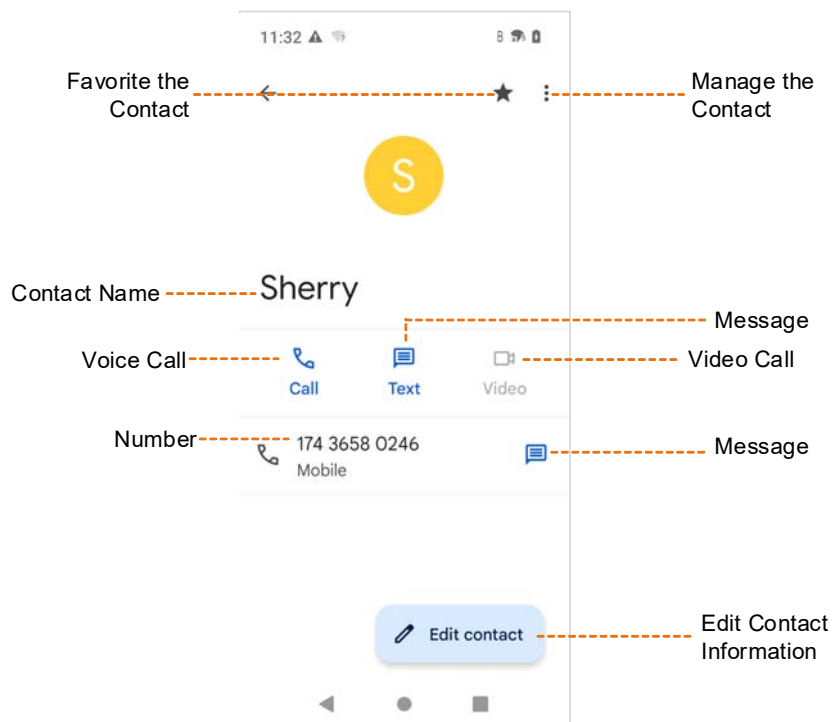 11:32
Favorite the
Contact
Manage the
Contact
S
Contact Name
Sherry
Message
Voice Call
Video Call
Call
Text
Video
Number
174 3658 0246
Mobile
Message
Edit contact
Edit Contact
Information